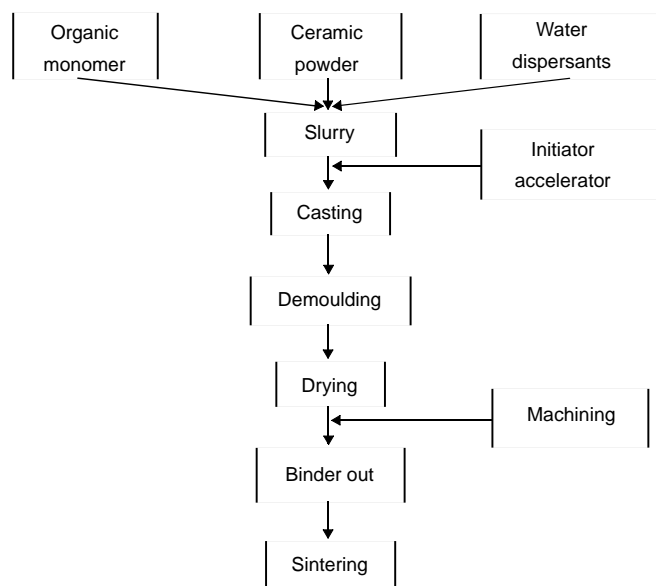 Organic
monomer
Ceramic
powder
Water
dispersants
Slurry
Initiator
accelerator
Casting
Demoulding
Drying
Machining
Binder out
Sintering